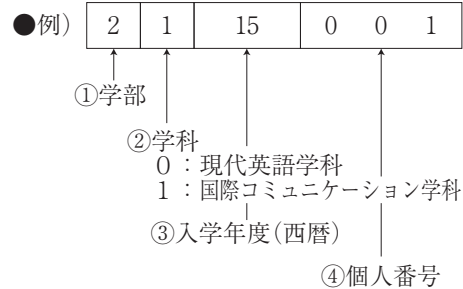 ●例) 2 1 15 0 0 1
①学部
②学科
0：現代英語学科
1：国際コミュニケーション学科
③入学年度(西暦)
④個人番号